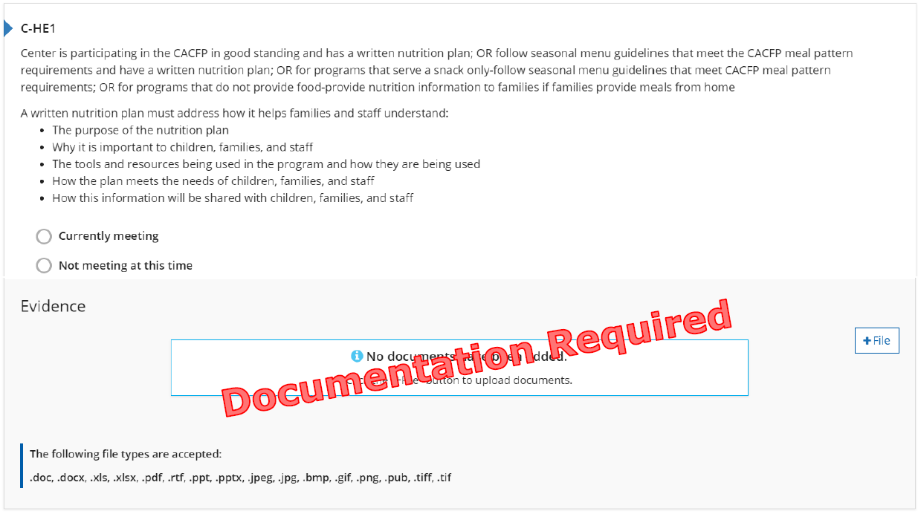 C-HE1
Center is participating in the CACFP in good standing and has a written nutrition plan; OR follow seasonal menu guidelines that meet the CACFP meal pattern
requirements and have a written nutrition plan; OR for programs that serve a snack only-follow seasonal menu guidelines that meet CACFP meal pattern
requirements; OR for programs that do not provide food-provide nutrition information to families if families provide meals from home
A written nutrition plan must address how it helps families and staff understand:
• The purpose of the nutrition plan
• Why it is important to children, families, and staff
• The tools and resources being used in the program and how they are being used
• How the plan meets the needs of children, families, and staff
• How this information will be shared with children, families, and staff
Currently meeting
Not meeting at this time
Evidence
+ File
No documents been added.
button to upload documents.
Documentation Required
The following file types are accepted:
.doc, .docx, .xls, .xlsx, .pdf, .rtf, .ppt, .pptx, .jpeg, .jpg, .bmp, .gif, .png, .pub, .tiff, .tif